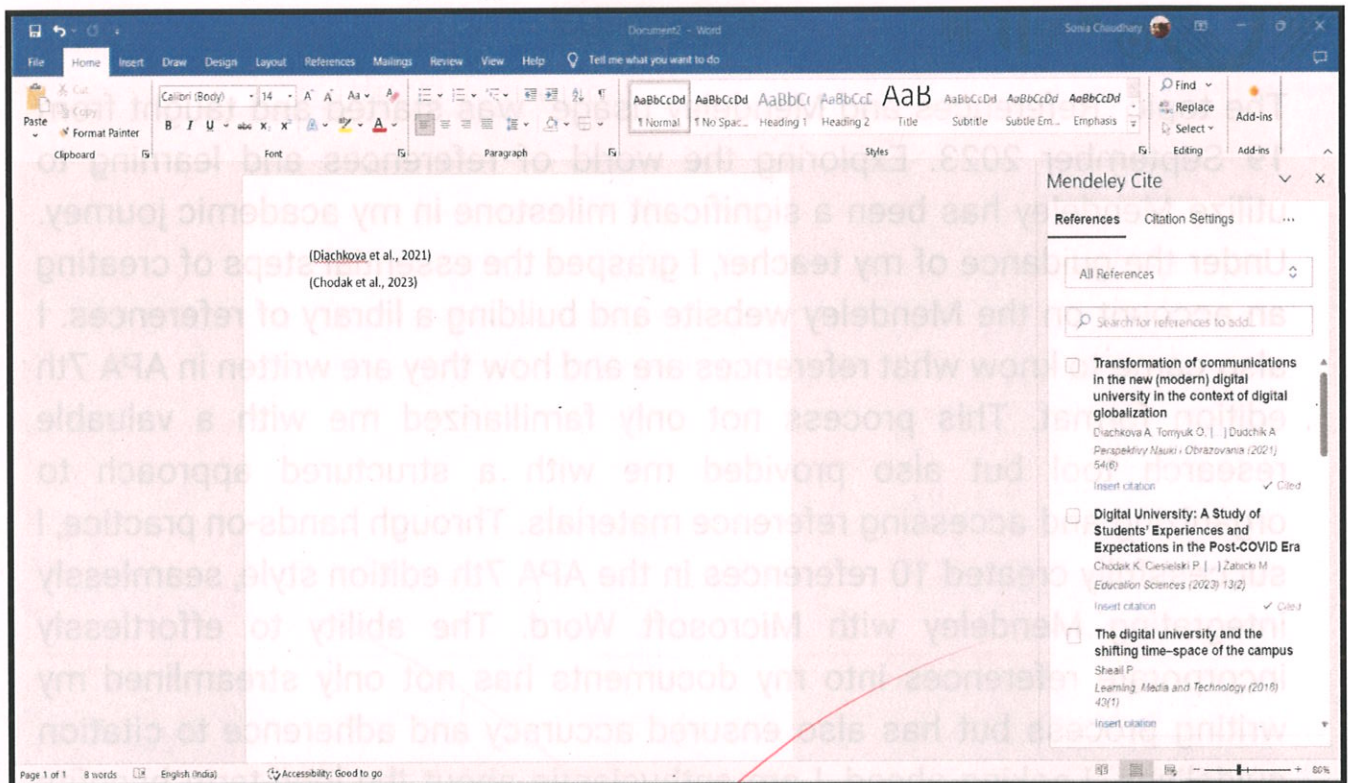 Document2 - Word
Sonia Choudhary
File Home Insert Draw Design Layout References Mailings Review View Help Tell me what you want to do
Paste
Cut
Copy
Format Painter
Clipboard
Calibri (Body) 14
Font
Paragraph
AaBbCcDd AaBbCcDd AaBbCc AaBbCcE AaB AaBbCcDd AaBbCcDd AaBbCcDd
¶ Normal ¶ No Spac... Heading 1 Heading 2 Title Subtitle Subtle Em... Emphasis
Styles
Find
Replace
Select
Editing
Add-ins
Add-ins
(Diachkova et al., 2021)
(Chodak et al., 2023)
Mendeley Cite
References Citation Settings ...
All References
Search for references to add...
Transformation of communications
in the new (modern) digital
university in the context of digital
globalization
Diachkova A, Tomyuk O, [...] Dudchik A
Perspektivy Nauki i Obrazovania (2021)
54(6)
Insert citation ✓ Cited
Digital University: A Study of
Students' Experiences and
Expectations in the Post-COVID Era
Chodak K, Ciesielski P, [...] Zatocki M
Education Sciences (2023) 13(2)
Insert citation ✓ Cited
The digital university and the
shifting time–space of the campus
Sheail P
Learning, Media and Technology (2018)
43(1)
Insert citation
Page 1 of 1 8 words English (India) Accessibility: Good to go
86%